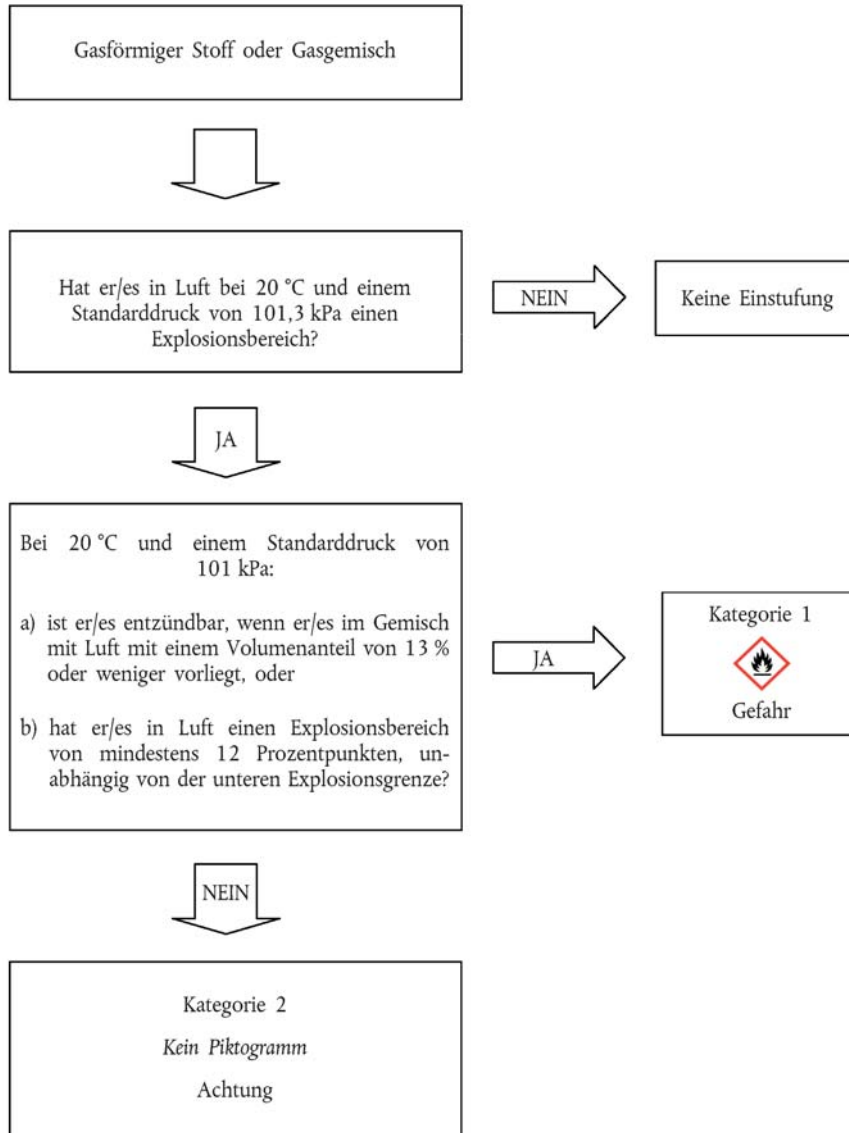 Gasförmiger Stoff oder Gasgemisch
Hat er/es in Luft bei 20 °C und einem
Standarddruck von 101,3 kPa einen
Explosionsbereich?
NEIN
Keine Einstufung
JA
Bei 20 °C und einem Standarddruck von
101 kPa:
a) ist er/es entzündbar, wenn er/es im Gemisch
mit Luft mit einem Volumenanteil von 13 %
oder weniger vorliegt, oder
b) hat er/es in Luft einen Explosionsbereich
von mindestens 12 Prozentpunkten, un-
abhängig von der unteren Explosionsgrenze?
JA
Kategorie 1
Gefahr
NEIN
Kategorie 2
Kein Piktogramm
Achtung